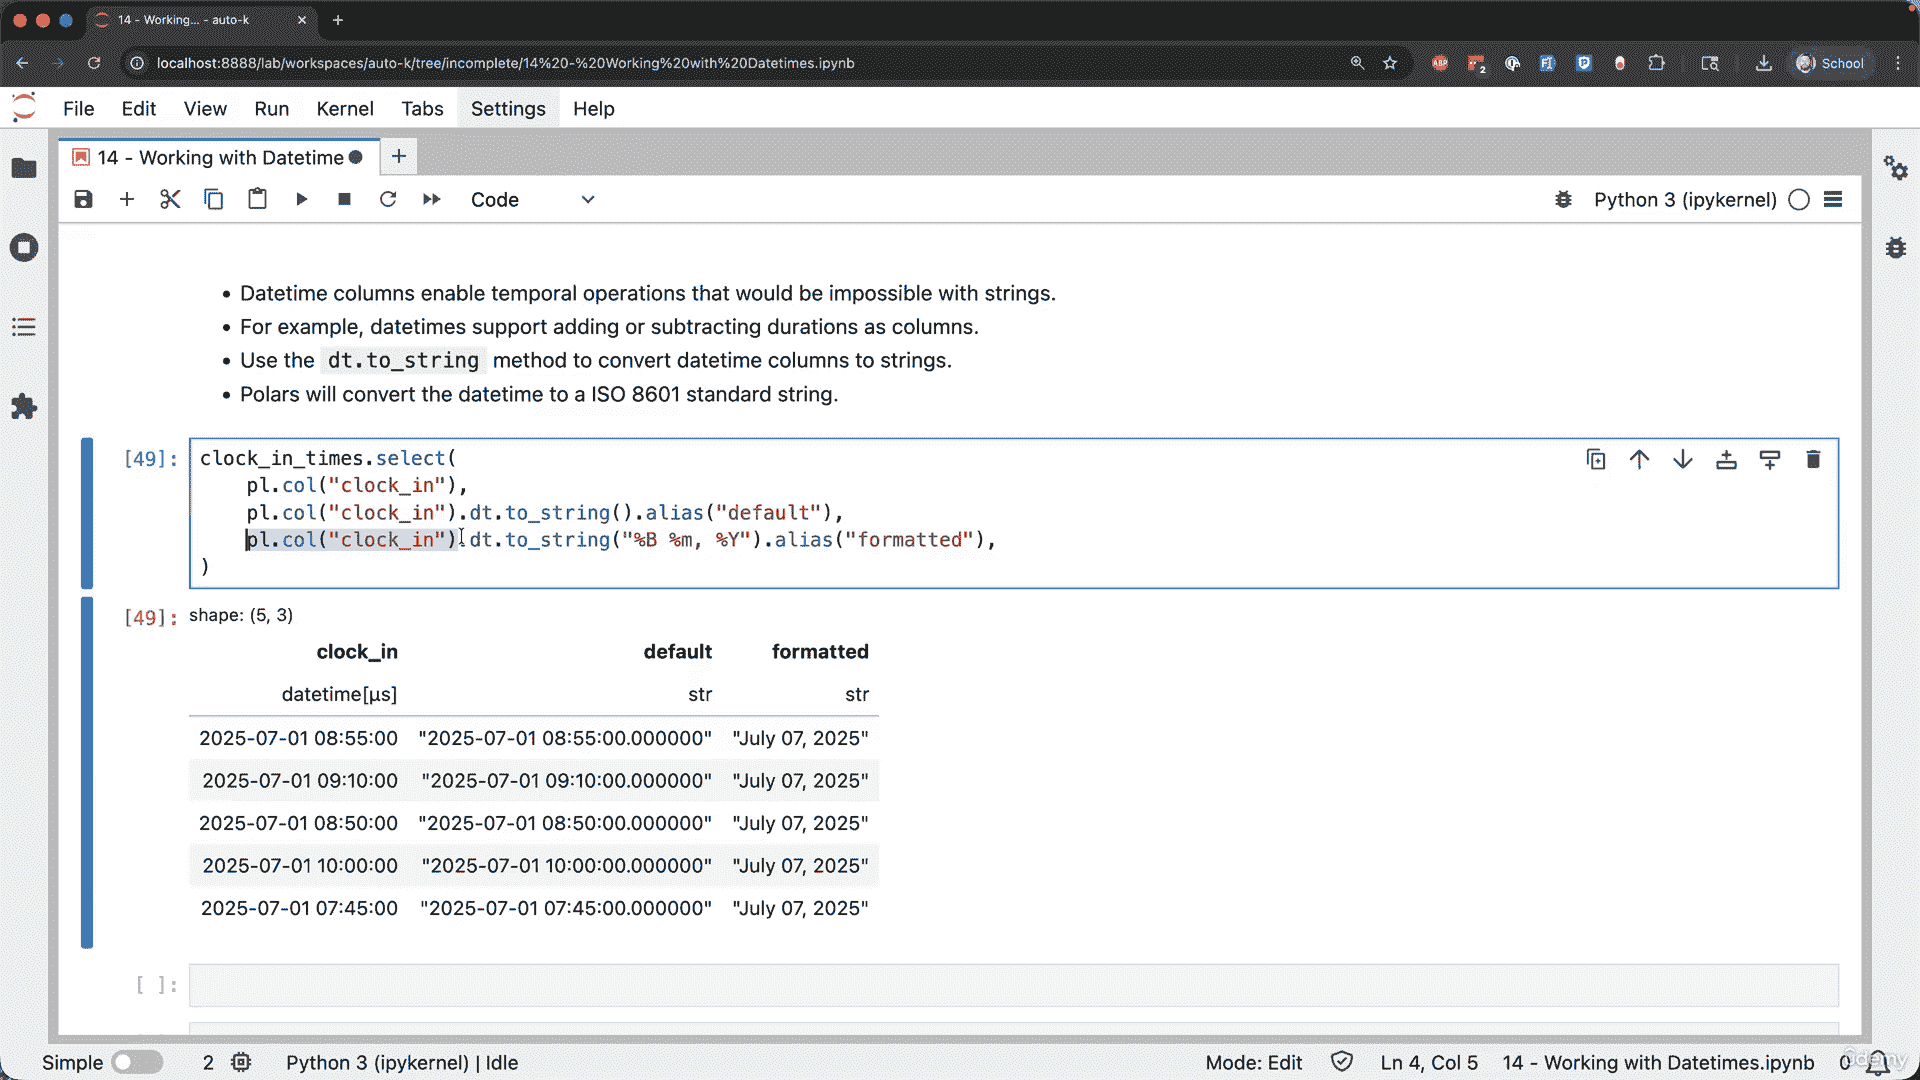 14 - Working... - auto-k
localhost:8888/lab/workspaces/auto-k/tree/incomplete/14%20-%20Working%20with%20Datetimes.ipynb
ABP
2
School
File Edit View Run Kernel Tabs Settings Help
14 - Working with Datetime
Code
Python 3 (ipykernel)
Datetime columns enable temporal operations that would be impossible with strings.
For example, datetimes support adding or subtracting durations as columns.
Use the dt.to_string method to convert datetime columns to strings.
Polars will convert the datetime to a ISO 8601 standard string.
[49]: clock_in_times.select(
pl.col("clock_in"),
pl.col("clock_in").dt.to_string().alias("default"),
pl.col("clock_in").dt.to_string("%B %m, %Y").alias("formatted"),
)
[49]: shape: (5, 3)
clock_in default formatted
datetime[μs] str str
2025-07-01 08:55:00 "2025-07-01 08:55:00.000000" "July 07, 2025"
2025-07-01 09:10:00 "2025-07-01 09:10:00.000000" "July 07, 2025"
2025-07-01 08:50:00 "2025-07-01 08:50:00.000000" "July 07, 2025"
2025-07-01 10:00:00 "2025-07-01 10:00:00.000000" "July 07, 2025"
2025-07-01 07:45:00 "2025-07-01 07:45:00.000000" "July 07, 2025"
[ ]:
Simple 2 Python 3 (ipykernel) | Idle Mode: Edit Ln 4, Col 5 14 - Working with Datetimes.ipynb 0
Udemy